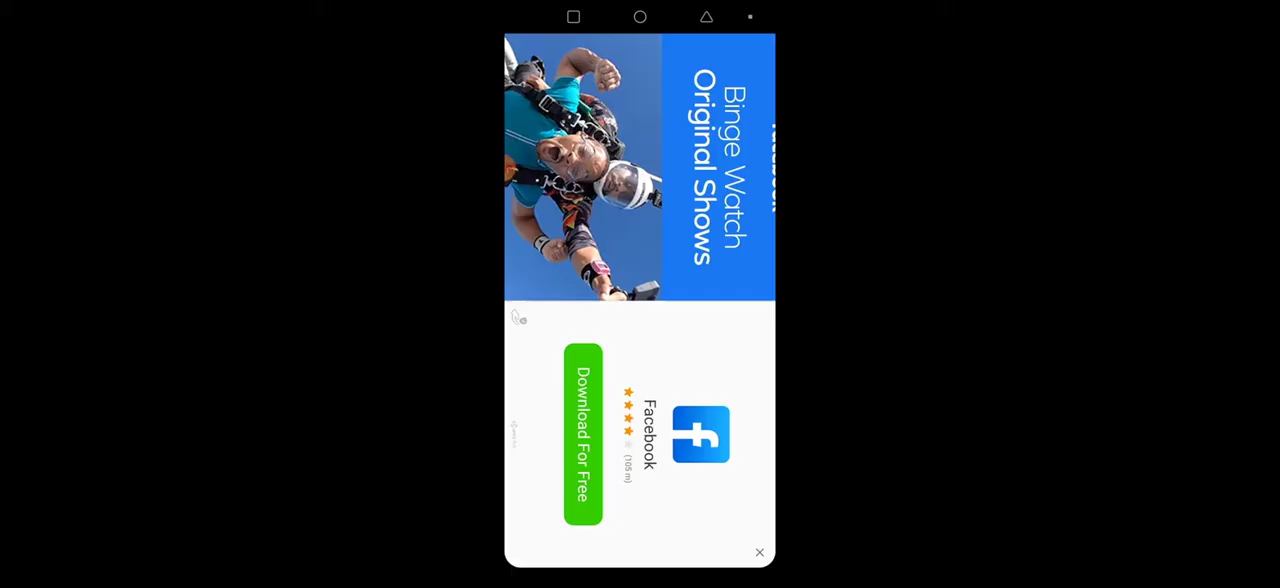 Binge Watch
Original Shows
Facebook
(105 m)
Download For Free